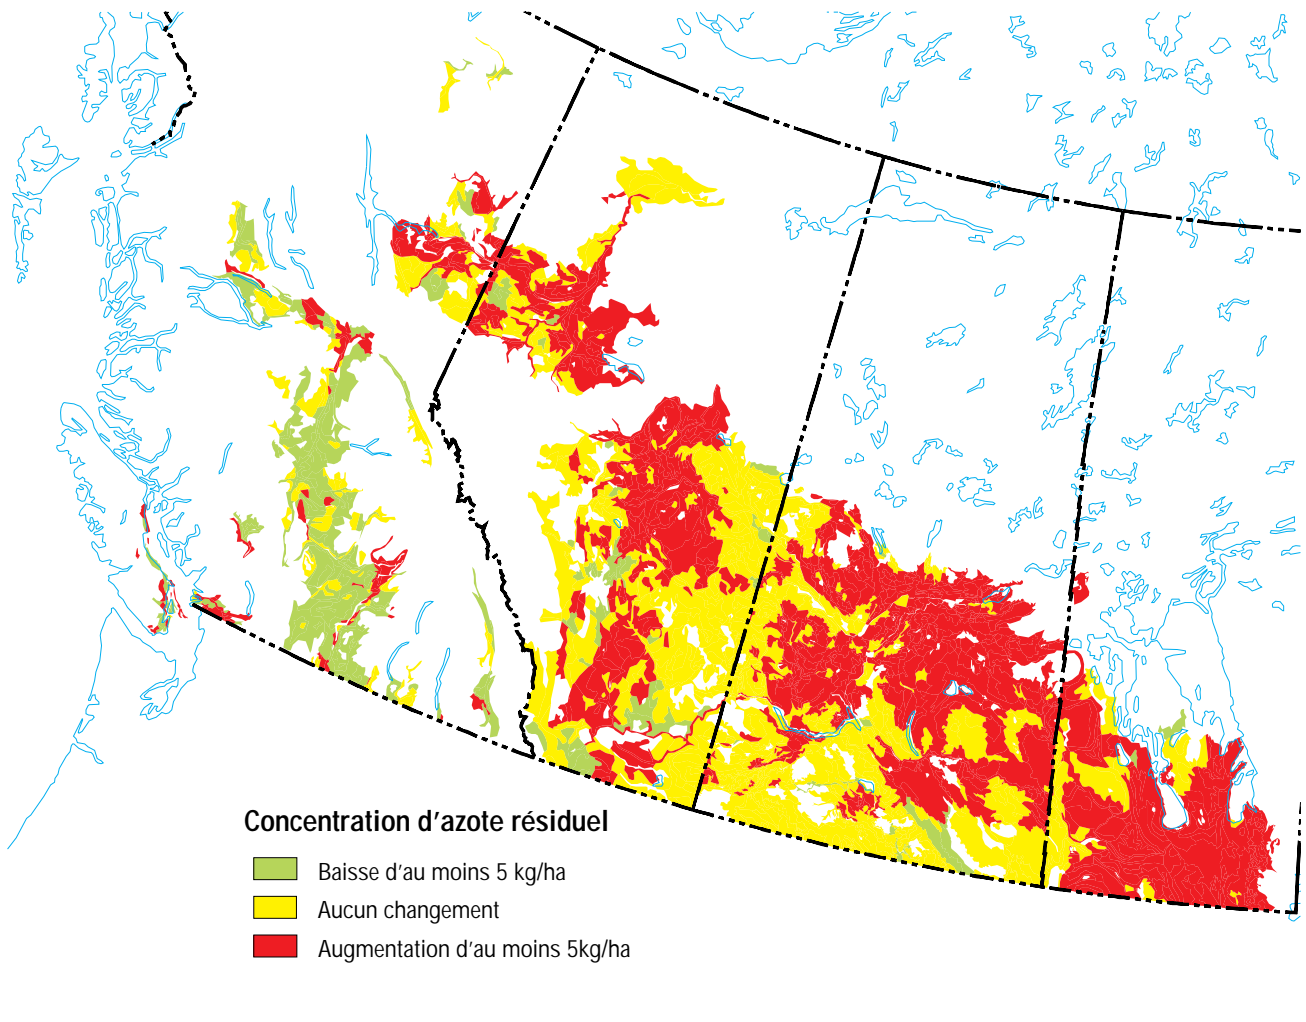 Concentration d'azote résiduel
Baisse d'au moins 5 kg/ha
Aucun changement
Augmentation d'au moins 5kg/ha